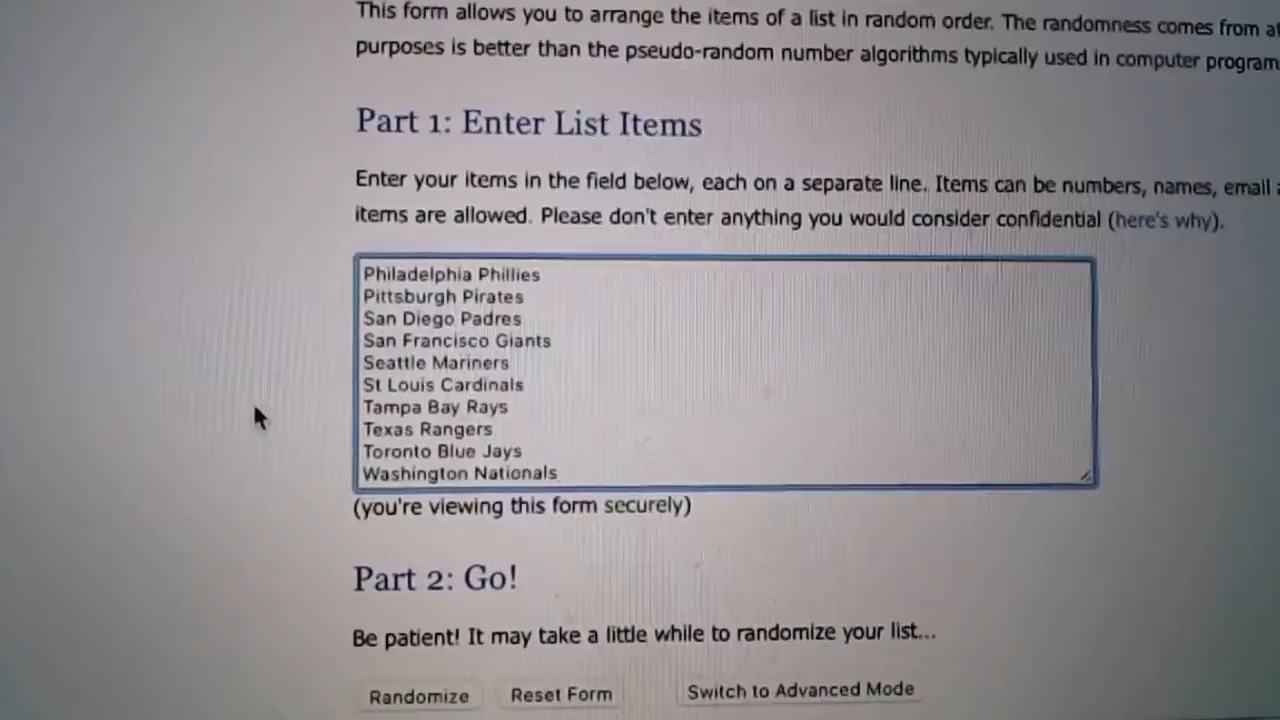 This form allows you to arrange the items of a list in random order. The randomness comes from
purposes is better than the pseudo-random number algorithms typically used in computer program
Part 1: Enter List Items
Enter your items in the field below, each on a separate line. Items can be numbers, names, email
items are allowed. Please don't enter anything you would consider confidential (here's why).
Philadelphia Phillies
Pittsburgh Pirates
San Diego Padres
San Francisco Giants
Seattle Mariners
St Louis Cardinals
Tampa Bay Rays
Texas Rangers
Toronto Blue Jays
Washington Nationals
(you're viewing this form securely)
Part 2: Go!
Be patient! It may take a little while to randomize your list...
Randomize Reset Form Switch to Advanced Mode